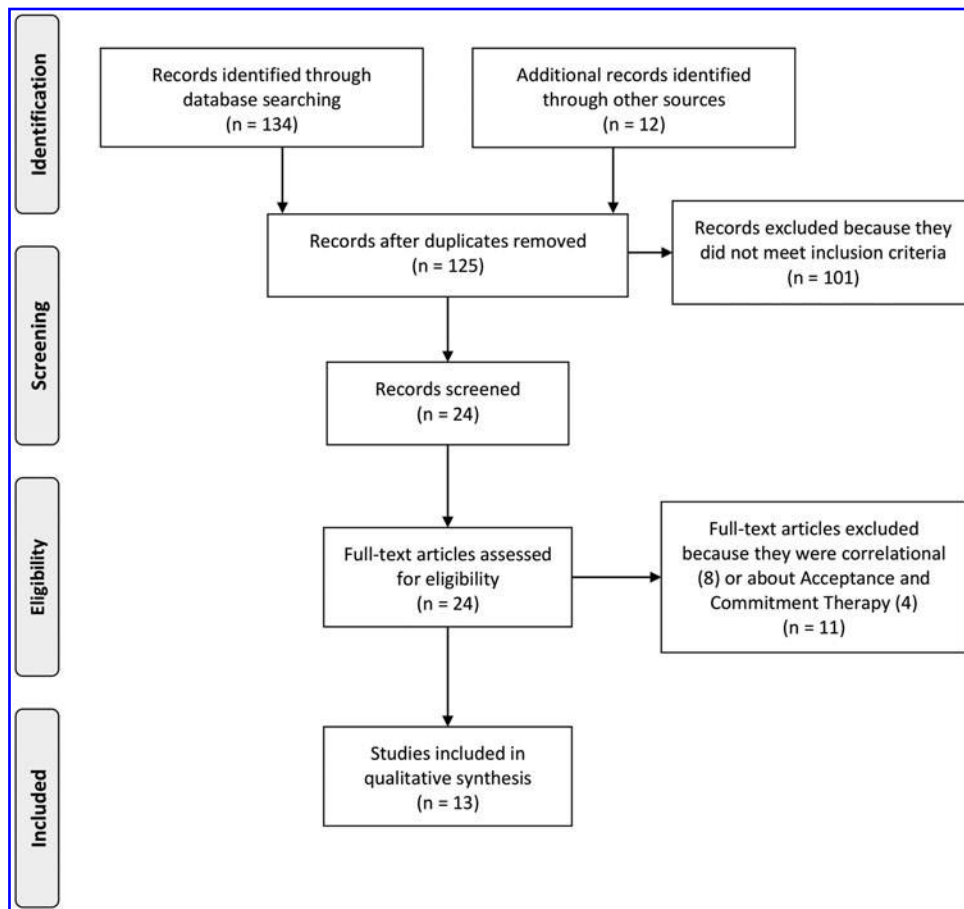 Identification
Records identified through
database searching
(n = 134)
Additional records identified
through other sources
(n = 12)
Records after duplicates removed
(n = 125)
Records excluded because they
did not meet inclusion criteria
(n = 101)
Screening
Records screened
(n = 24)
Eligibility
Full-text articles assessed
for eligibility
(n = 24)
Full-text articles excluded
because they were correlational
(8) or about Acceptance and
Commitment Therapy (4)
(n = 11)
Included
Studies included in
qualitative synthesis
(n = 13)